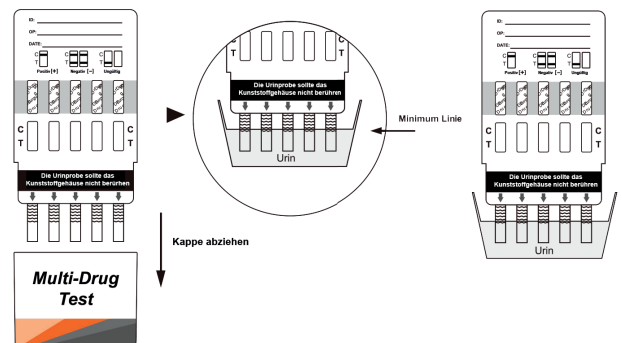 ID:
OP:
DATE:
C C C
T T T
Positiv [+] Negativ [−] Ungültig
C C
T T
Die Urinprobe sollte das
Kunststoffgehäuse nicht berürhen
Kappe abziehen
Multi-Drug
Test
C C
T T
Die Urinprobe sollte das
Kunststoffgehäuse nicht berühren
Urin
Minimum Linie
ID:
OP:
DATE:
C C C
T T T
Positiv [+] Negativ [−] Ungültig
C C
T T
Die Urinprobe sollte das
Kunststoffgehäuse nicht berürhen
Urin